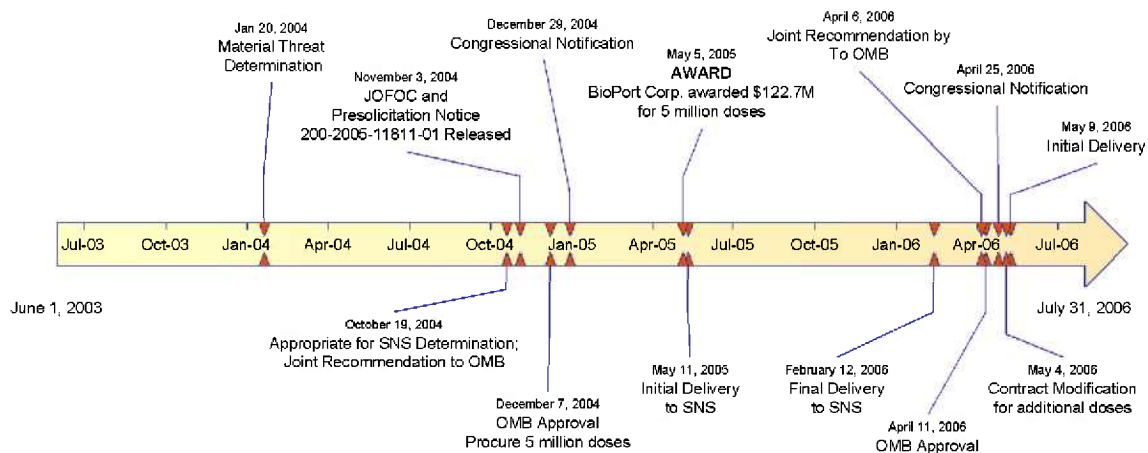 Jan 20, 2004
Material Threat
Determination
November 3, 2004
JOFOC and
Presolicitation Notice
200-2005-11811-01 Released
December 29, 2004
Congressional Notification
May 5, 2005
AWARD
BioPort Corp. awarded $122.7M
for 5 million doses
April 6, 2006
Joint Recommendation by
To OMB
April 25, 2006
Congressional Notification
May 9, 2006
Initial Delivery
Jul-03 Oct-03 Jan-04 Apr-04 Jul-04 Oct-04 Jan-05 Apr-05 Jul-05 Oct-05 Jan-06 Apr-06 Jul-06
June 1, 2003
July 31, 2006
October 19, 2004
Appropriate for SNS Determination;
Joint Recommendation to OMB
December 7, 2004
OMB Approval
Procure 5 million doses
May 11, 2005
Initial Delivery
to SNS
February 12, 2006
Final Delivery
to SNS
April 11, 2006
OMB Approval
May 4, 2006
Contract Modification
for additional doses